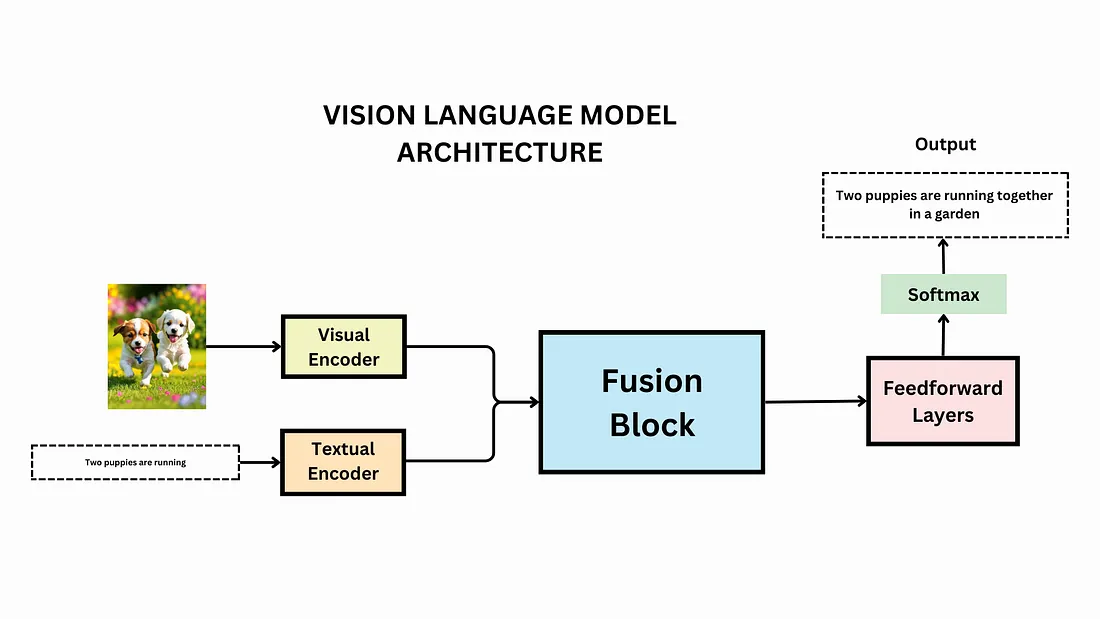 VISION LANGUAGE MODEL
ARCHITECTURE
Output
Two puppies are running together
in a garden
Softmax
Visual
Encoder
Fusion
Block
Feedforward
Layers
Textual
Encoder
Two puppies are running